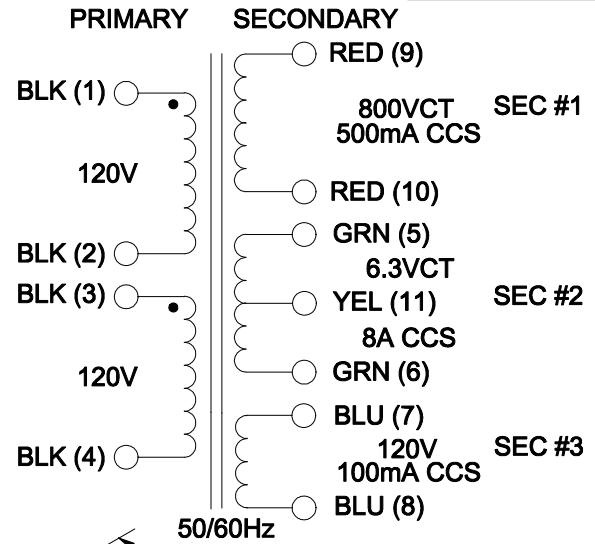 PRIMARY SECONDARY
RED (9)
BLK (1)
800VCT SEC #1
500mA CCS
120V
RED (10)
GRN (5)
BLK (2)
6.3VCT
BLK (3) YEL (11) SEC #2
8A CCS
120V GRN (6)
BLU (7)
120V SEC #3
BLK (4) 100mA CCS
BLU (8)
50/60Hz